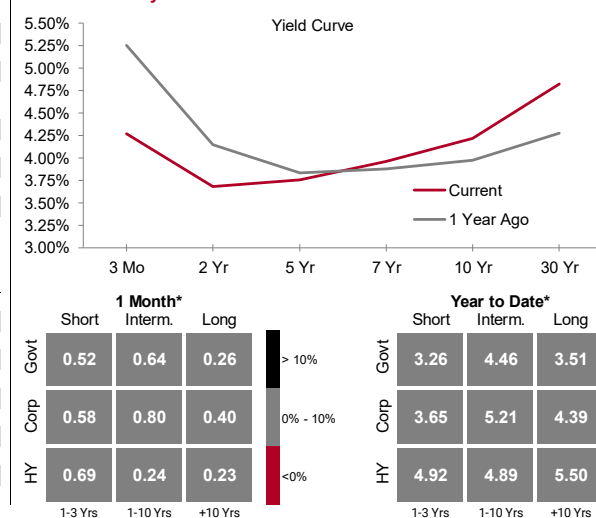 Yield Curve
5.50%
5.25%
5.00%
4.75%
4.50%
4.25%
4.00%
3.75%
3.50%
3.25%
3.00%
Current
1 Year Ago
3 Mo 2 Yr 5 Yr 7 Yr 10 Yr 30 Yr
1 Month*
Short Interm. Long
Govt 0.52 0.64 0.26
Corp 0.58 0.80 0.40
HY 0.69 0.24 0.23
1-3 Yrs 1-10 Yrs +10 Yrs
> 10%
0% - 10%
<0%
Year to Date*
Short Interm. Long
Govt 3.26 4.46 3.51
Corp 3.65 5.21 4.39
HY 4.92 4.89 5.50
1-3 Yrs 1-10 Yrs +10 Yrs